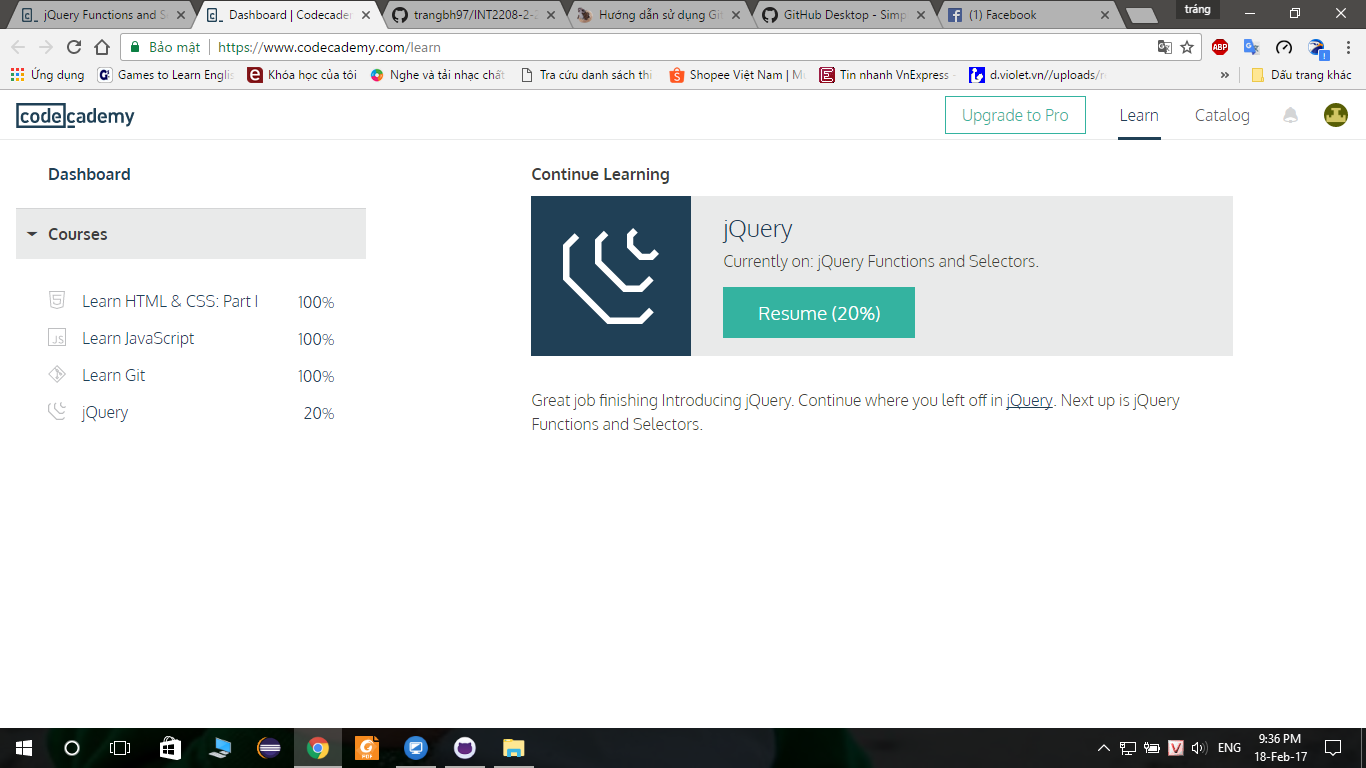 jQuery Functions and S
Dashboard | Codecadem
trangbh97/INT2208-2-2
Hướng dẫn sử dụng Git
GitHub Desktop - Simp
(1) Facebook
tráng
Bảo mật
https://www.codecademy.com/learn
ABP
Ứng dụng
Games to Learn Englis
Khóa học của tôi
Nghe và tải nhạc chất
Tra cứu danh sách thi
Shopee Việt Nam | Mu
Tin nhanh VnExpress -
d.violet.vn//uploads/r
»
Dấu trang khác
codecademy
Upgrade to Pro
Learn
Catalog
Dashboard
Continue Learning
Courses
jQuery
Currently on: jQuery Functions and Selectors.
Resume (20%)
Learn HTML & CSS: Part I 100%
JS Learn JavaScript 100%
Learn Git 100%
jQuery 20%
Great job finishing Introducing jQuery. Continue where you left off in jQuery. Next up is jQuery
Functions and Selectors.
PDF
V
ENG
9:36 PM
18-Feb-17